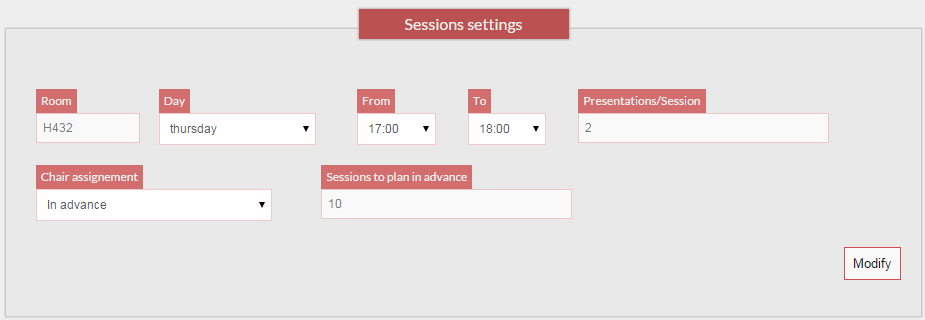 Sessions settings
Room Day From To Presentations/Session
H432 thursday 17:00 18:00 2
Chair assignement Sessions to plan in advance
In advance 10
Modify